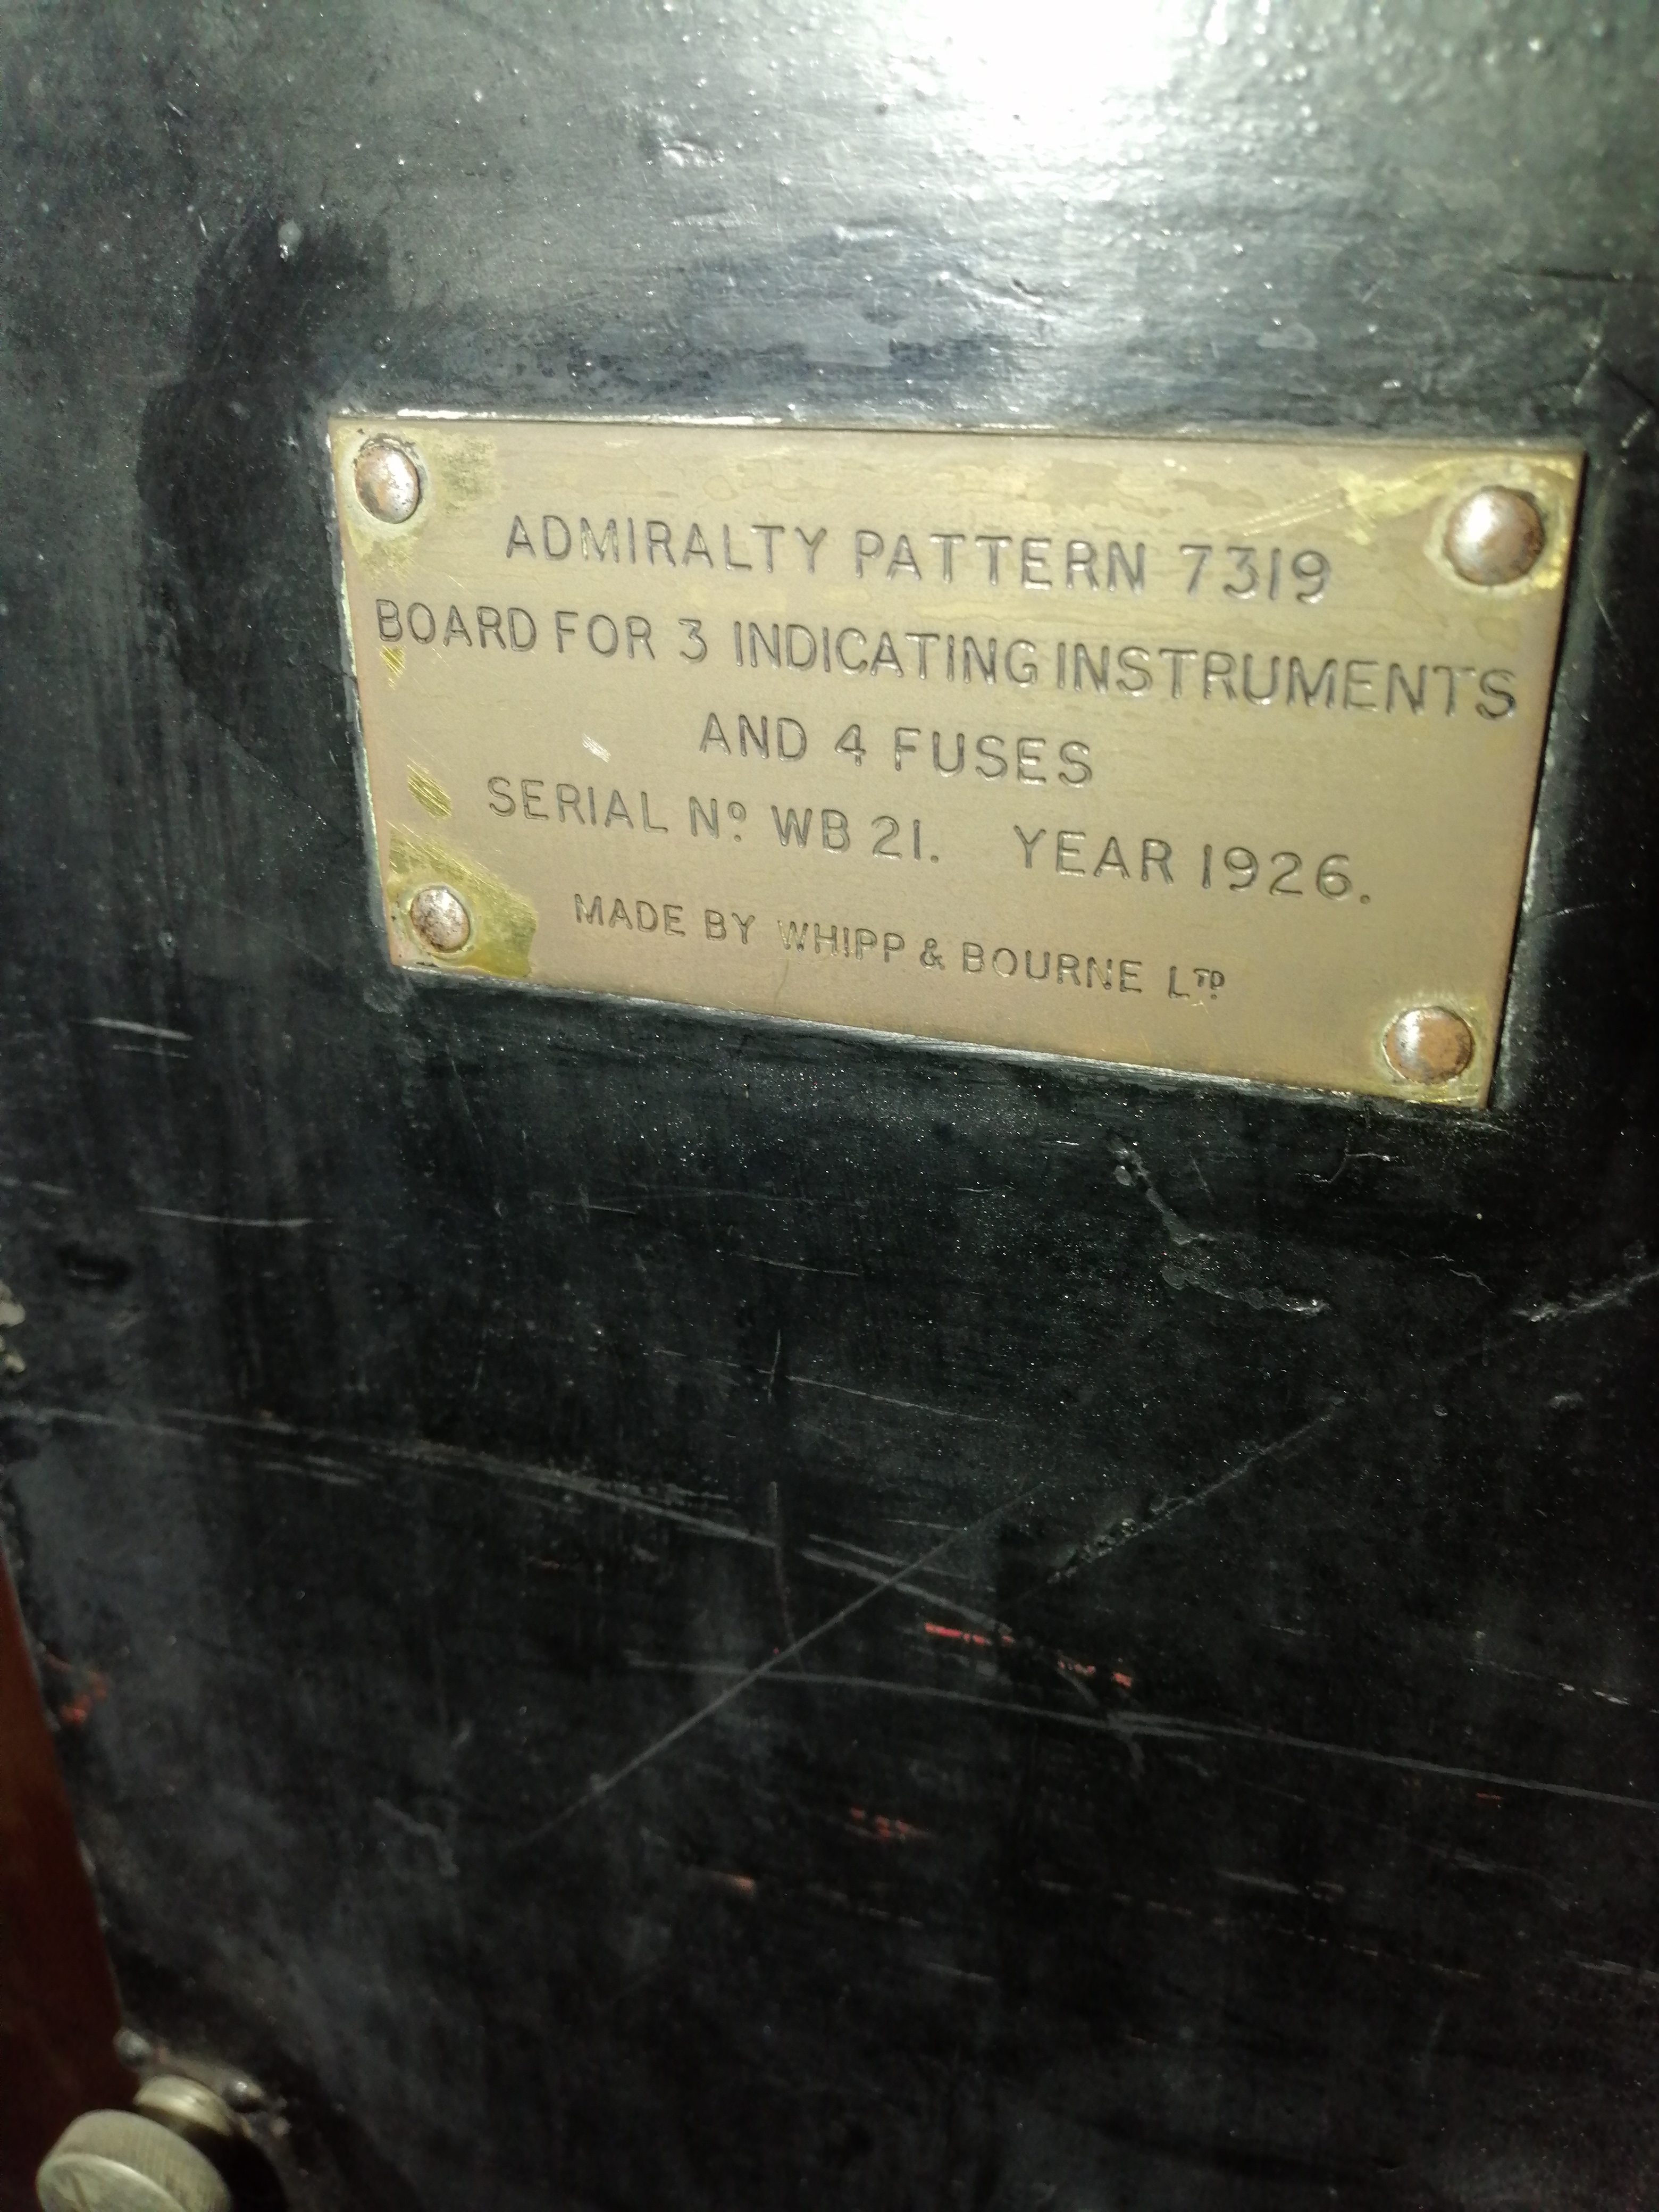 ADMIRALTY PATTERN 7319
BOARD FOR 3 INDICATING INSTRUMENTS
AND 4 FUSES
SERIAL Nº WB 21. YEAR 1926.
MADE BY WHIPP & BOURNE LTD